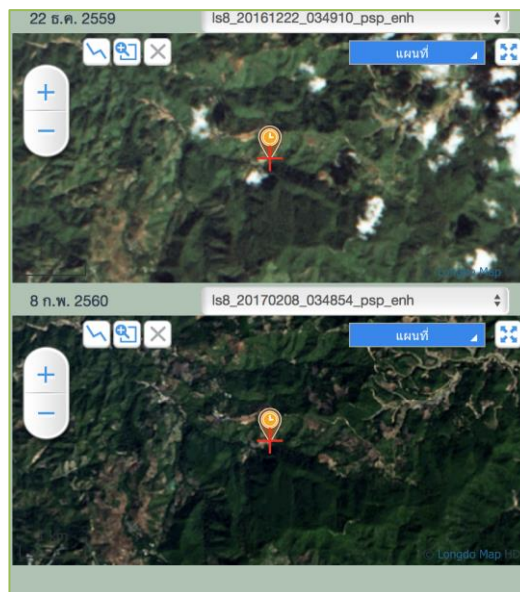 22 ธ.ค. 2559 ls8_20161222_034910_psp_enh
แผนที่
Longdo Map
8 ก.พ. 2560 ls8_20170208_034854_psp_enh
แผนที่
Longdo Map HD